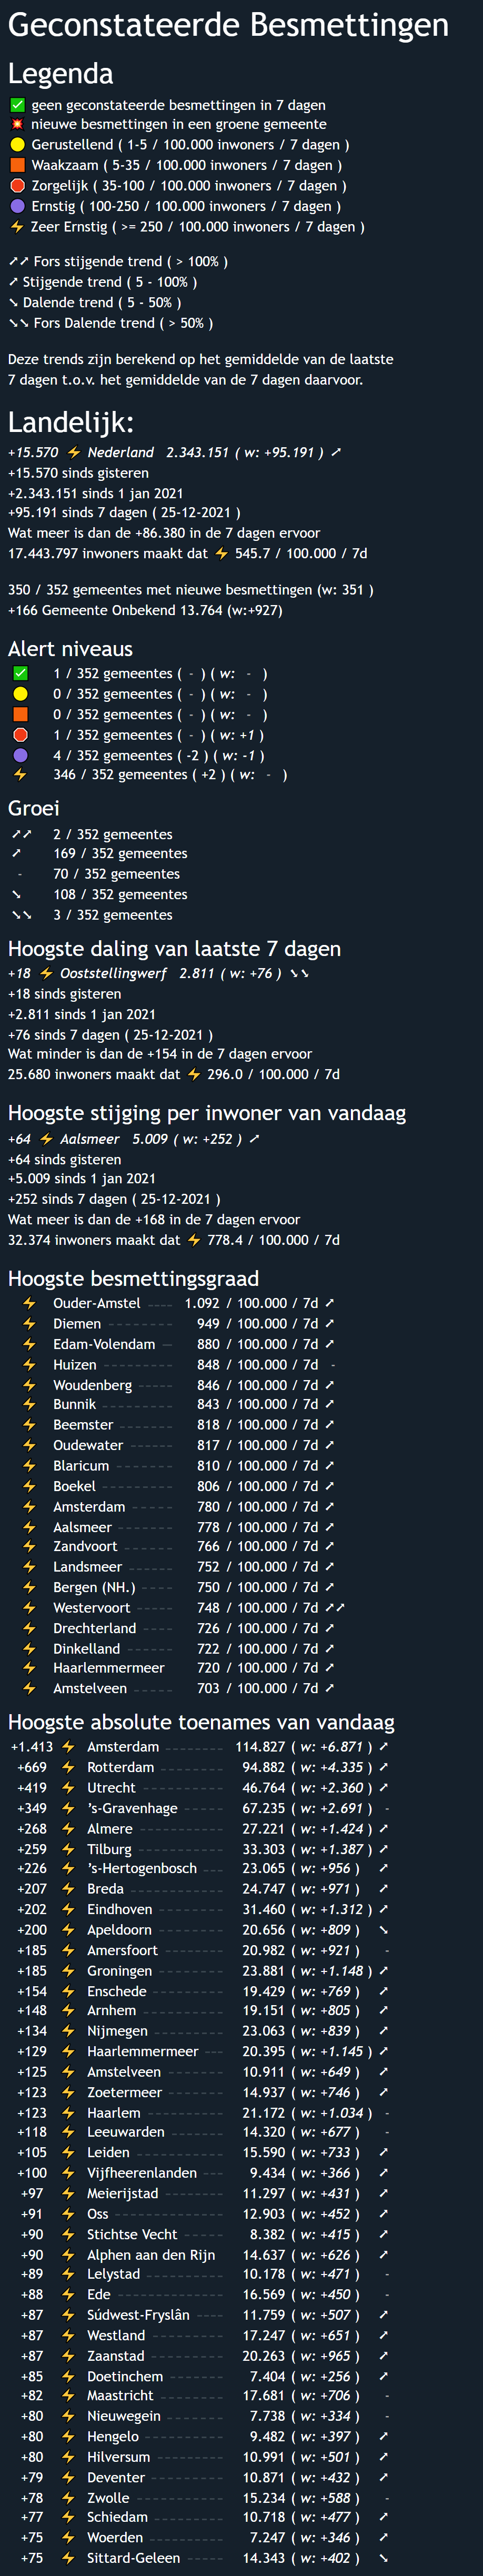 Geconstateerde Besmettingen
Legenda
✅ geen geconstateerde besmettingen in 7 dagen
💥 nieuwe besmettingen in een groene gemeente
🟡 Gerustellend ( 1-5 / 100.000 inwoners / 7 dagen )
🟧 Waakzaam ( 5-35 / 100.000 inwoners / 7 dagen )
🛑 Zorgelijk ( 35-100 / 100.000 inwoners / 7 dagen )
🟣 Ernstig ( 100-250 / 100.000 inwoners / 7 dagen )
⚡ Zeer Ernstig ( >= 250 / 100.000 inwoners / 7 dagen )
➚➚ Fors stijgende trend ( > 100% )
➚ Stijgende trend ( 5 - 100% )
➘ Dalende trend ( 5 - 50% )
➘➘ Fors Dalende trend ( > 50% )
Deze trends zijn berekend op het gemiddelde van de laatste
7 dagen t.o.v. het gemiddelde van de 7 dagen daarvoor.
Landelijk:
+15.570 ⚡ Nederland 2.343.151 ( w: +95.191 ) ➚
+15.570 sinds gisteren
+2.343.151 sinds 1 jan 2021
+95.191 sinds 7 dagen ( 25-12-2021 )
Wat meer is dan de +86.380 in de 7 dagen ervoor
17.443.797 inwoners maakt dat ⚡ 545.7 / 100.000 / 7d
350 / 352 gemeentes met nieuwe besmettingen (w: 351 )
+166 Gemeente Onbekend 13.764 (w:+927)
Alert niveaus
✅ 1 / 352 gemeentes ( - ) ( w: - )
🟡 0 / 352 gemeentes ( - ) ( w: - )
🟧 0 / 352 gemeentes ( - ) ( w: - )
🛑 1 / 352 gemeentes ( - ) ( w: +1 )
🟣 4 / 352 gemeentes ( -2 ) ( w: -1 )
⚡ 346 / 352 gemeentes ( +2 ) ( w: - )
Groei
➚➚ 2 / 352 gemeentes
➚ 169 / 352 gemeentes
- 70 / 352 gemeentes
➘ 108 / 352 gemeentes
➘➘ 3 / 352 gemeentes
Hoogste daling van laatste 7 dagen
+18 ⚡ Ooststellingwerf 2.811 ( w: +76 ) ➘➘
+18 sinds gisteren
+2.811 sinds 1 jan 2021
+76 sinds 7 dagen ( 25-12-2021 )
Wat minder is dan de +154 in de 7 dagen ervoor
25.680 inwoners maakt dat ⚡ 296.0 / 100.000 / 7d
Hoogste stijging per inwoner van vandaag
+64 ⚡ Aalsmeer 5.009 ( w: +252 ) ➚
+64 sinds gisteren
+5.009 sinds 1 jan 2021
+252 sinds 7 dagen ( 25-12-2021 )
Wat meer is dan de +168 in de 7 dagen ervoor
32.374 inwoners maakt dat ⚡ 778.4 / 100.000 / 7d
Hoogste besmettingsgraad
⚡ Ouder-Amstel ---- 1.092 / 100.000 / 7d ➚
⚡ Diemen -------- 949 / 100.000 / 7d ➚
⚡ Edam-Volendam -- 880 / 100.000 / 7d ➚
⚡ Huizen -------- 848 / 100.000 / 7d -
⚡ Woudenberg ----- 846 / 100.000 / 7d ➚
⚡ Bunnik -------- 843 / 100.000 / 7d ➚
⚡ Beemster ------ 818 / 100.000 / 7d ➚
⚡ Oudewater ------ 817 / 100.000 / 7d ➚
⚡ Blaricum ------- 810 / 100.000 / 7d ➚
⚡ Boekel -------- 806 / 100.000 / 7d ➚
⚡ Amsterdam ------ 780 / 100.000 / 7d ➚
⚡ Aalsmeer ------- 778 / 100.000 / 7d ➚
⚡ Zandvoort ------ 766 / 100.000 / 7d ➚
⚡ Landsmeer ------ 752 / 100.000 / 7d ➚
⚡ Bergen (NH.) ---- 750 / 100.000 / 7d ➚
⚡ Westervoort ----- 748 / 100.000 / 7d ➚➚
⚡ Drechterland ---- 726 / 100.000 / 7d ➚
⚡ Dinkelland ------ 722 / 100.000 / 7d ➚
⚡ Haarlemmermeer 720 / 100.000 / 7d ➚
⚡ Amstelveen ----- 703 / 100.000 / 7d ➚
Hoogste absolute toenames van vandaag
+1.413 ⚡ Amsterdam -------- 114.827 ( w: +6.871 ) ➚
+669 ⚡ Rotterdam --------- 94.882 ( w: +4.335 ) ➚
+419 ⚡ Utrecht ----------- 46.764 ( w: +2.360 ) ➚
+349 ⚡ ’s-Gravenhage ------ 67.235 ( w: +2.691 ) -
+268 ⚡ Almere ------------ 27.221 ( w: +1.424 ) ➚
+259 ⚡ Tilburg ------------ 33.303 ( w: +1.387 ) ➚
+226 ⚡ ’s-Hertogenbosch --- 23.065 ( w: +956 ) ➚
+207 ⚡ Breda ------------- 24.747 ( w: +971 ) ➚
+202 ⚡ Eindhoven --------- 31.460 ( w: +1.312 ) ➚
+200 ⚡ Apeldoorn --------- 20.656 ( w: +809 ) ➘
+185 ⚡ Amersfoort -------- 20.982 ( w: +921 ) -
+185 ⚡ Groningen --------- 23.881 ( w: +1.148 ) ➚
+154 ⚡ Enschede ---------- 19.429 ( w: +769 ) ➚
+148 ⚡ Arnhem ----------- 19.151 ( w: +805 ) ➚
+134 ⚡ Nijmegen ---------- 23.063 ( w: +839 ) ➚
+129 ⚡ Haarlemmermeer --- 20.395 ( w: +1.145 ) ➚
+125 ⚡ Amstelveen -------- 10.911 ( w: +649 ) ➚
+123 ⚡ Zoetermeer -------- 14.937 ( w: +746 ) ➚
+123 ⚡ Haarlem ---------- 21.172 ( w: +1.034 ) -
+118 ⚡ Leeuwarden ------- 14.320 ( w: +677 ) -
+105 ⚡ Leiden ------------ 15.590 ( w: +733 ) ➚
+100 ⚡ Vijfheerenlanden --- 9.434 ( w: +366 ) ➚
+97 ⚡ Meierijstad -------- 11.297 ( w: +431 ) ➚
+91 ⚡ Oss --------------- 12.903 ( w: +452 ) ➚
+90 ⚡ Stichtse Vecht ------ 8.382 ( w: +415 ) ➚
+90 ⚡ Alphen aan den Rijn 14.637 ( w: +626 ) ➚
+89 ⚡ Lelystad ----------- 10.178 ( w: +471 ) -
+88 ⚡ Ede --------------- 16.569 ( w: +450 ) -
+87 ⚡ Súdwest-Fryslân ---- 11.759 ( w: +507 ) ➚
+87 ⚡ Westland ---------- 17.247 ( w: +651 ) ➚
+87 ⚡ Zaanstad ---------- 20.263 ( w: +965 ) ➚
+85 ⚡ Doetinchem -------- 7.404 ( w: +256 ) ➚
+82 ⚡ Maastricht --------- 17.681 ( w: +706 ) -
+80 ⚡ Nieuwegein -------- 7.738 ( w: +334 ) -
+80 ⚡ Hengelo ----------- 9.482 ( w: +397 ) ➚
+80 ⚡ Hilversum ---------- 10.991 ( w: +501 ) ➚
+79 ⚡ Deventer ---------- 10.871 ( w: +432 ) ➚
+78 ⚡ Zwolle ------------ 15.234 ( w: +588 ) -
+77 ⚡ Schiedam ---------- 10.718 ( w: +477 ) ➚
+75 ⚡ Woerden ---------- 7.247 ( w: +346 ) ➚
+75 ⚡ Sittard-Geleen ----- 14.343 ( w: +402 ) ➘